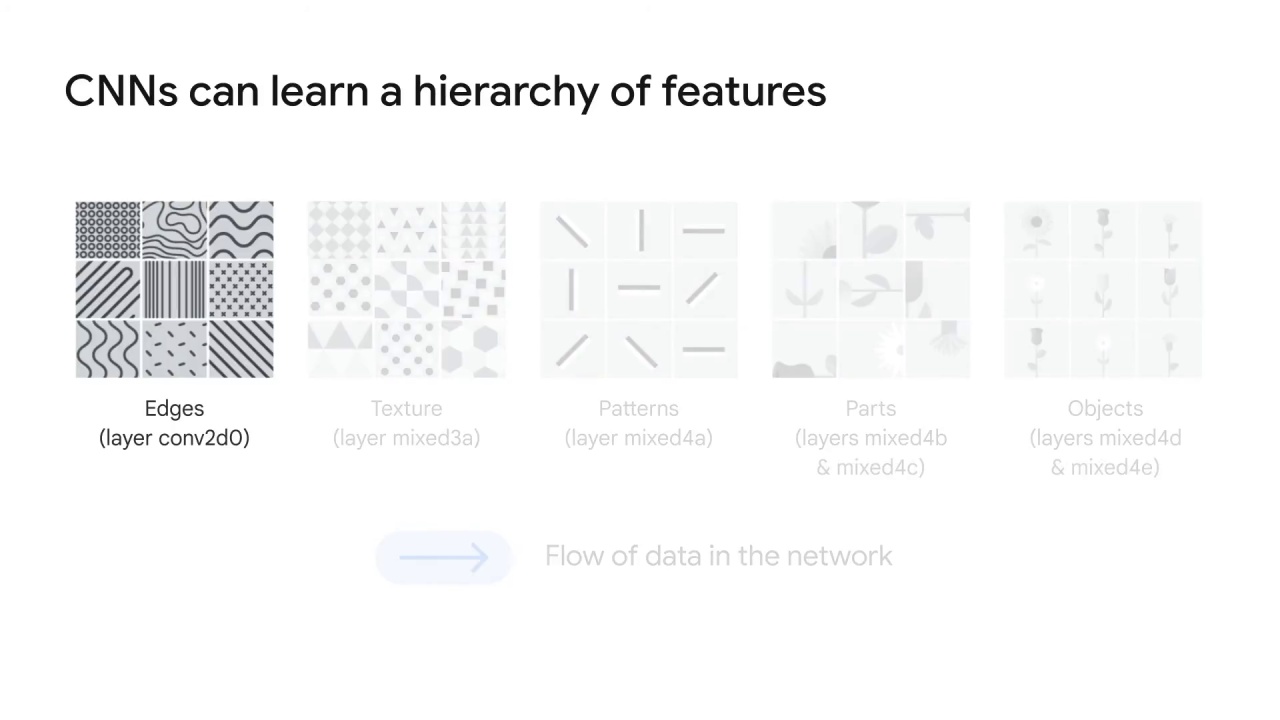 CNNs can learn a hierarchy of features
Edges
(layer conv2d0)
Texture
(layer mixed3a)
Patterns
(layer mixed4a)
Parts
(layers mixed4b
& mixed4c)
Objects
(layers mixed4d
& mixed4e)
Flow of data in the network